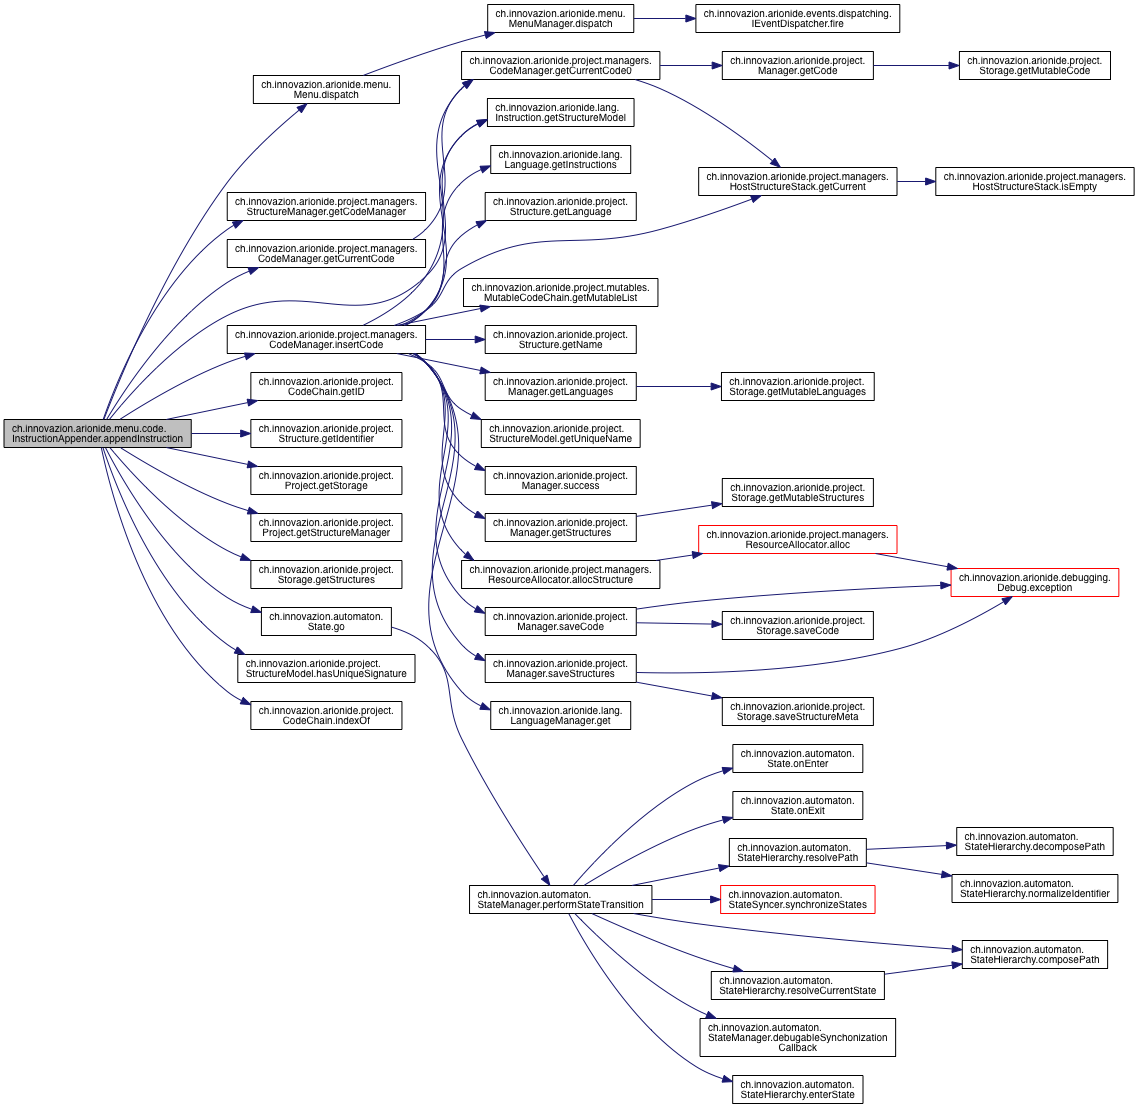 ch.innovazion.arionide.menu.
MenuManager.dispatch
ch.innovazion.arionide.events.dispatching.
IEventDispatcher.fire
ch.innovazion.arionide.menu.
Menu.dispatch
ch.innovazion.arionide.project.managers.
CodeManager.getCurrentCode0
ch.innovazion.arionide.project.
Manager.getCode
ch.innovazion.arionide.project.
Storage.getMutableCode
ch.innovazion.arionide.lang.
Instruction.getStructureModel
ch.innovazion.arionide.lang.
Language.getInstructions
ch.innovazion.arionide.project.managers.
HostStructureStack.getCurrent
ch.innovazion.arionide.project.managers.
HostStructureStack.isEmpty
ch.innovazion.arionide.project.managers.
StructureManager.getCodeManager
ch.innovazion.arionide.project.
Structure.getLanguage
ch.innovazion.arionide.project.managers.
CodeManager.getCurrentCode
ch.innovazion.arionide.project.mutables.
MutableCodeChain.getMutableList
ch.innovazion.arionide.project.managers.
CodeManager.insertCode
ch.innovazion.arionide.project.
Structure.getName
ch.innovazion.arionide.project.
CodeChain.getID
ch.innovazion.arionide.project.
Manager.getLanguages
ch.innovazion.arionide.project.
Storage.getMutableLanguages
ch.innovazion.arionide.menu.code.
InstructionAppender.appendInstruction
ch.innovazion.arionide.project.
Structure.getIdentifier
ch.innovazion.arionide.project.
StructureModel.getUniqueName
ch.innovazion.arionide.project.
Project.getStorage
ch.innovazion.arionide.project.
Manager.success
ch.innovazion.arionide.project.
Storage.getMutableStructures
ch.innovazion.arionide.project.
Project.getStructureManager
ch.innovazion.arionide.project.
Manager.getStructures
ch.innovazion.arionide.project.managers.
ResourceAllocator.alloc
ch.innovazion.arionide.project.
Storage.getStructures
ch.innovazion.arionide.project.managers.
ResourceAllocator.allocStructure
ch.innovazion.arionide.debugging.
Debug.exception
ch.innovazion.automaton.
State.go
ch.innovazion.arionide.project.
Manager.saveCode
ch.innovazion.arionide.project.
Storage.saveCode
ch.innovazion.arionide.project.
StructureModel.hasUniqueSignature
ch.innovazion.arionide.project.
Manager.saveStructures
ch.innovazion.arionide.project.
CodeChain.indexOf
ch.innovazion.arionide.lang.
LanguageManager.get
ch.innovazion.arionide.project.
Storage.saveStructureMeta
ch.innovazion.automaton.
State.onEnter
ch.innovazion.automaton.
State.onExit
ch.innovazion.automaton.
StateHierarchy.resolvePath
ch.innovazion.automaton.
StateHierarchy.decomposePath
ch.innovazion.automaton.
StateHierarchy.normalizeIdentifier
ch.innovazion.automaton.
StateManager.performStateTransition
ch.innovazion.automaton.
StateSyncer.synchronizeStates
ch.innovazion.automaton.
StateHierarchy.composePath
ch.innovazion.automaton.
StateHierarchy.resolveCurrentState
ch.innovazion.automaton.
StateManager.debugableSynchonization
Callback
ch.innovazion.automaton.
StateHierarchy.enterState